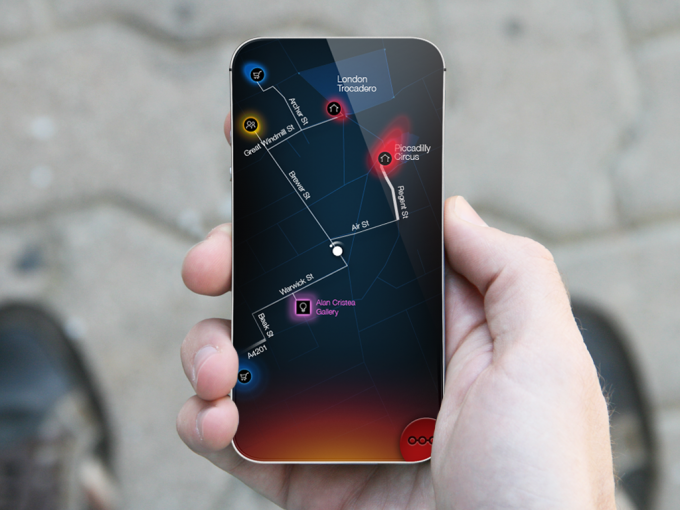 London
Trocadero
Archer St
Great Windmill St
Piccadilly
Circus
Brewer St
Regent St
Air St
Warwick St
Alan Cristea
Gallery
Beak St
A4201